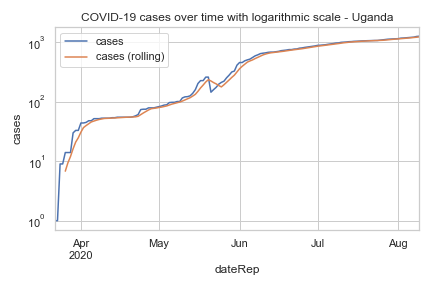 COVID-19 cases over time with logarithmic scale - Uganda
cases
cases (rolling)
10³
10²
10¹
10⁰
cases
Apr
2020
May
Jun
Jul
Aug
dateRep